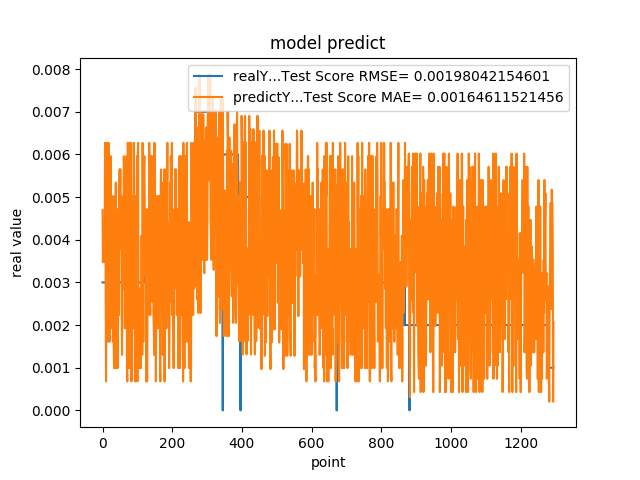 model predict
realY...Test Score RMSE= 0.00198042154601
predictY...Test Score MAE= 0.00164611521456
0.008
0.007
0.006
0.005
0.004
0.003
0.002
0.001
0.000
real value
0 200 400 600 800 1000 1200
point